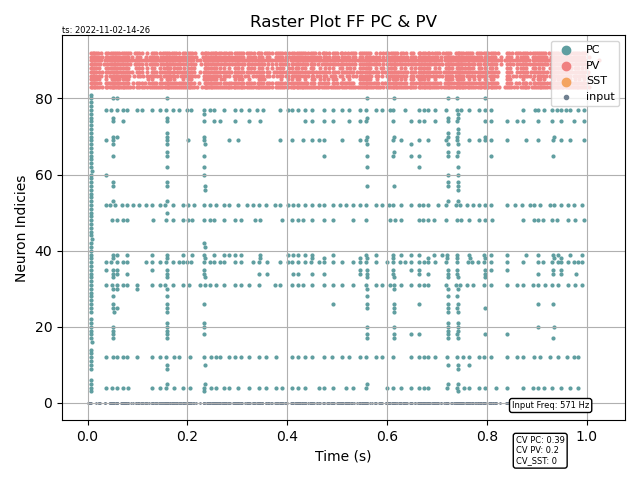 Raster Plot FF PC & PV
ts: 2022-11-02-14-26
PC
PV
SST
input
80
60
40
20
0
Neuron Indicies
Input Freq: 571 Hz
0.0 0.2 0.4 0.6 0.8 1.0
Time (s)
CV PC: 0.39
CV PV: 0.2
CV_SST: 0